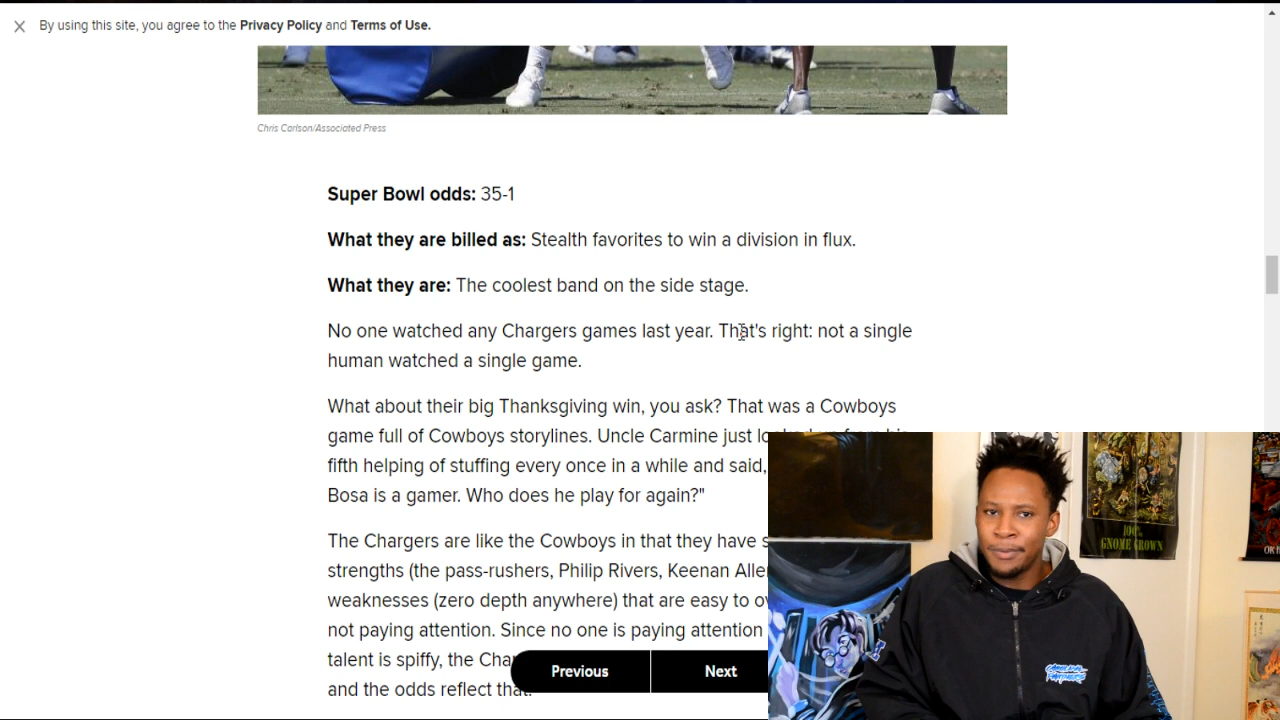 By using this site, you agree to the Privacy Policy and Terms of Use.
Chris Carlson/Associated Press
Super Bowl odds: 35-1
What they are billed as: Stealth favorites to win a division in flux.
What they are: The coolest band on the side stage.
No one watched any Chargers games last year. That's right: not a single
human watched a single game.
What about their big Thanksgiving win, you ask? That was a Cowboys
game full of Cowboys storylines. Uncle Carmine just
fifth helping of stuffing every once in a while and said,
Bosa is a gamer. Who does he play for again?"
The Chargers are like the Cowboys in that they have
strengths (the pass-rushers, Philip Rivers, Keenan
weaknesses (zero depth anywhere) that are easy to
not paying attention. Since no one is paying attention
talent is spiffy, the
and the odds reflect that.
Previous
Next
100%
GNOME GROWN